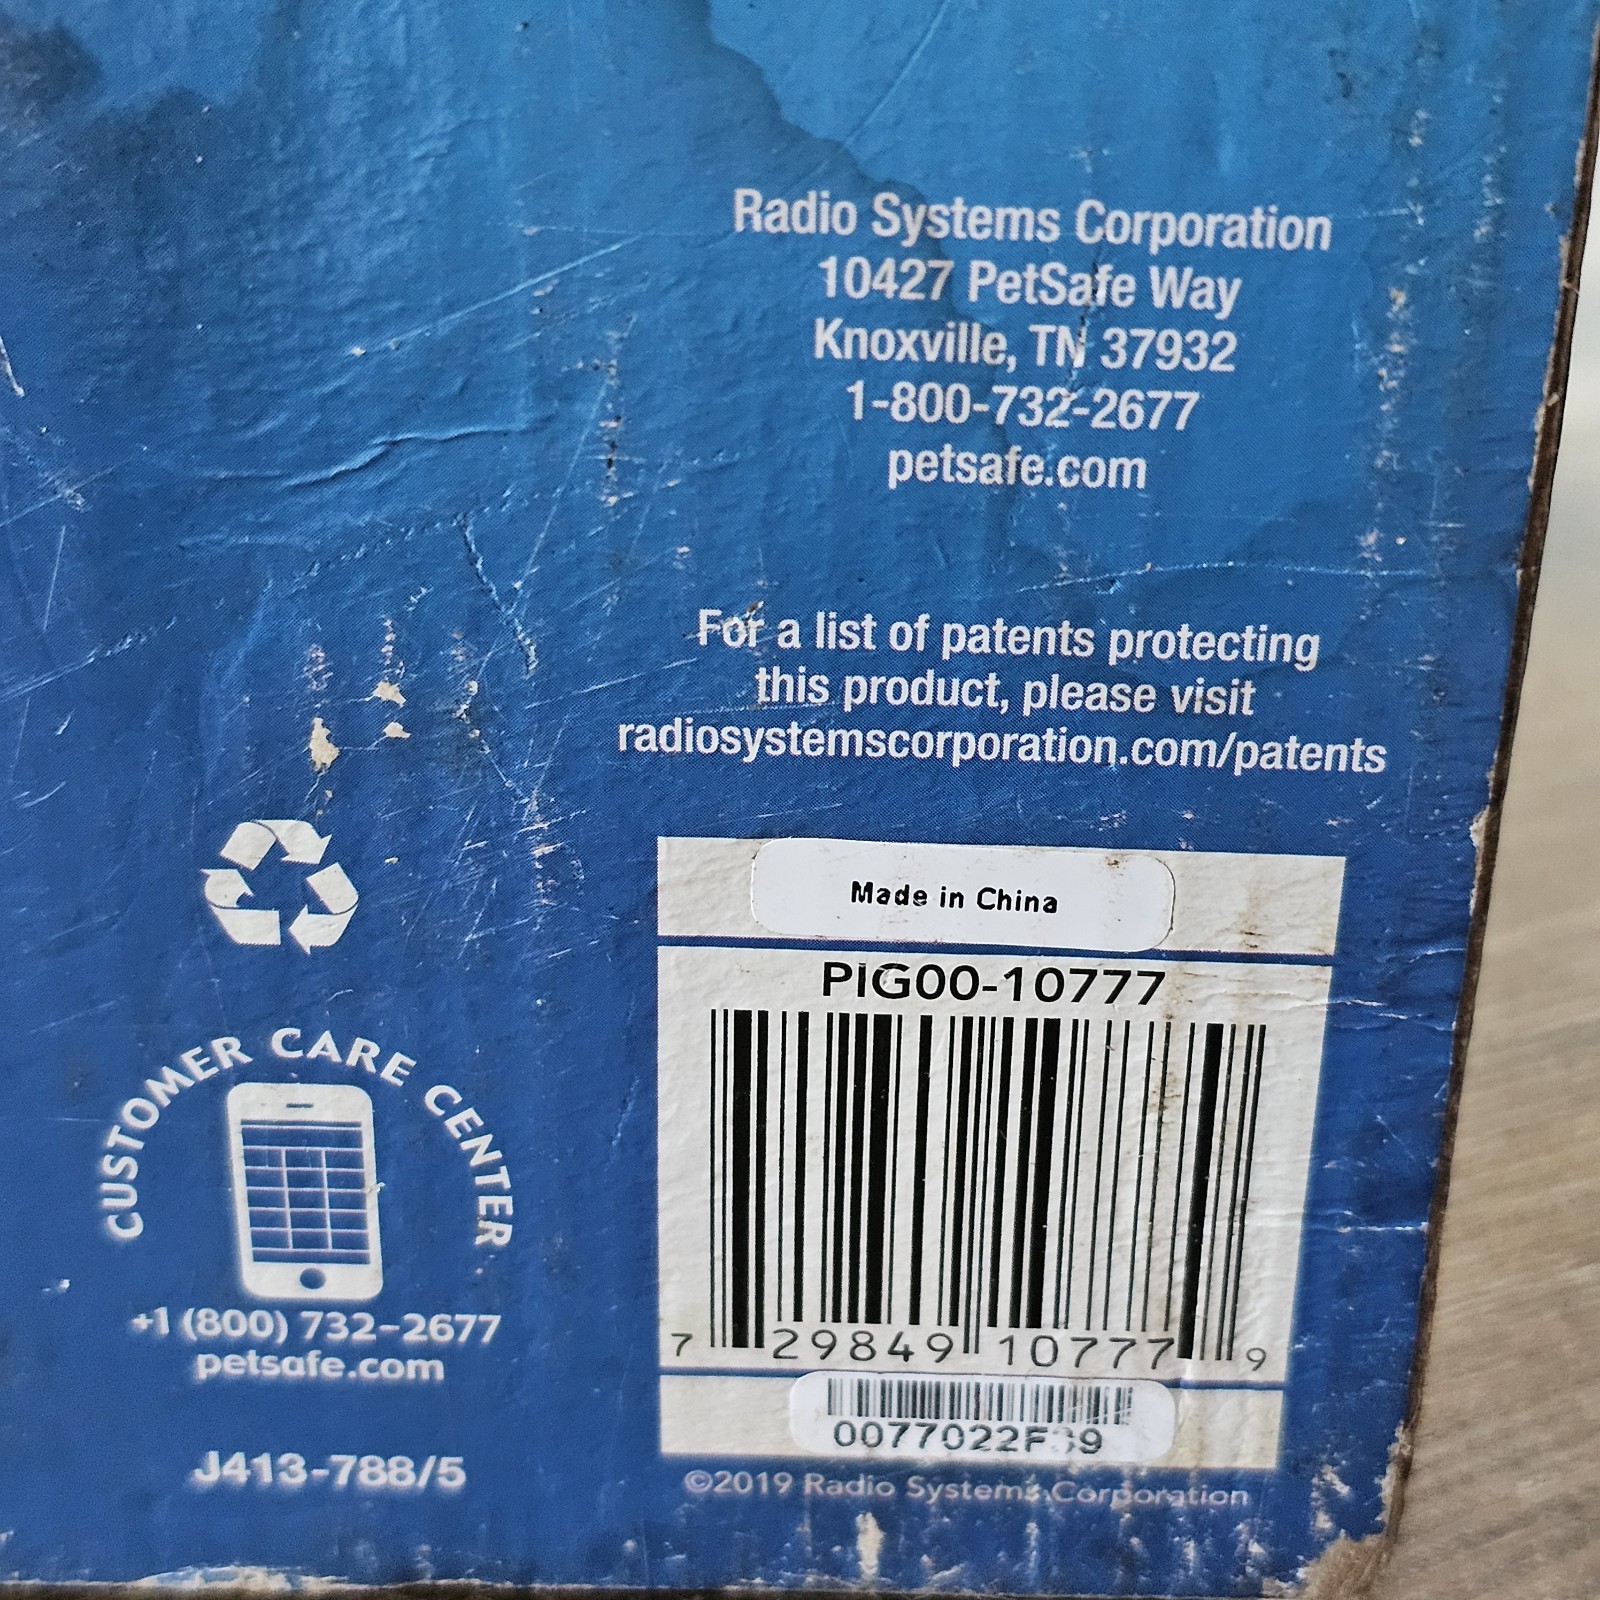 Radio Systems Corporation
10427 PetSafe Way
Knoxville, TN 37932
1-800-732-2677
petsafe.com
For a list of patents protecting
this product, please visit
radiosystemscorporation.com/patents
Made in China
PIG00-10777
7 29849 10777 9
CUSTOMER CARE CENTER
+1 (800) 732-2677
petsafe.com
J413-788/5
©2019 Radio Systems Corporation